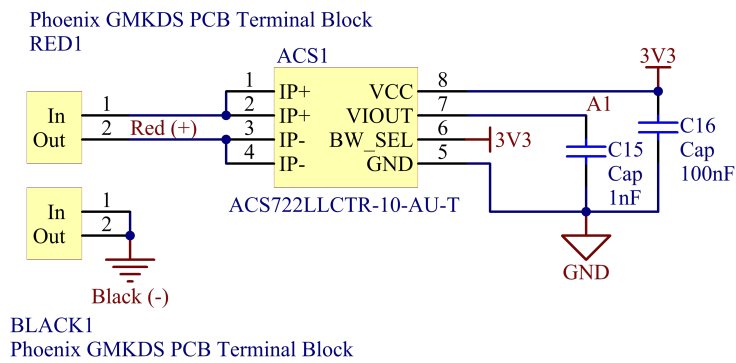 Phoenix GMKDS PCB Terminal Block
RED1
ACS1
3V3
In 1
Out 2
Red (+)
1 IP+ VCC 8
2 IP+ VIOUT 7 A1
3 IP- BW_SEL 6 3V3
4 IP- GND 5
C16
Cap
100nF
C15
Cap
1nF
ACS722LLCTR-10-AU-T
In 1
Out 2
GND
Black (-)
BLACK1
Phoenix GMKDS PCB Terminal Block